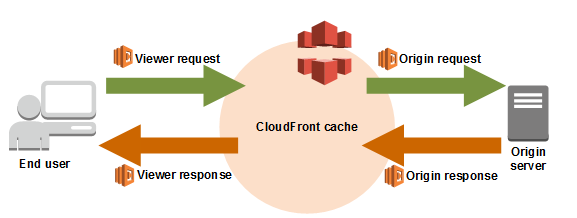 Viewer request
Origin request
CloudFront cache
End user
Viewer response
Origin response
Origin
server